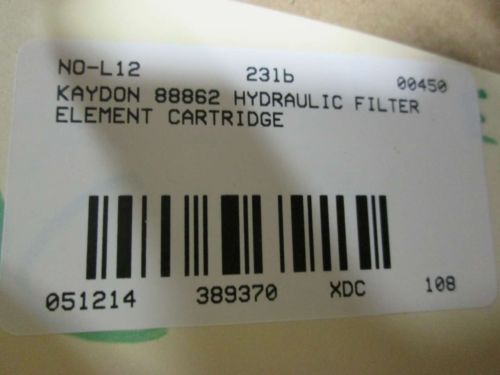 NO-L12 231b 00450
KAYDON 88862 HYDRAULIC FILTER
ELEMENT CARTRIDGE
051214 389370 XDC 108